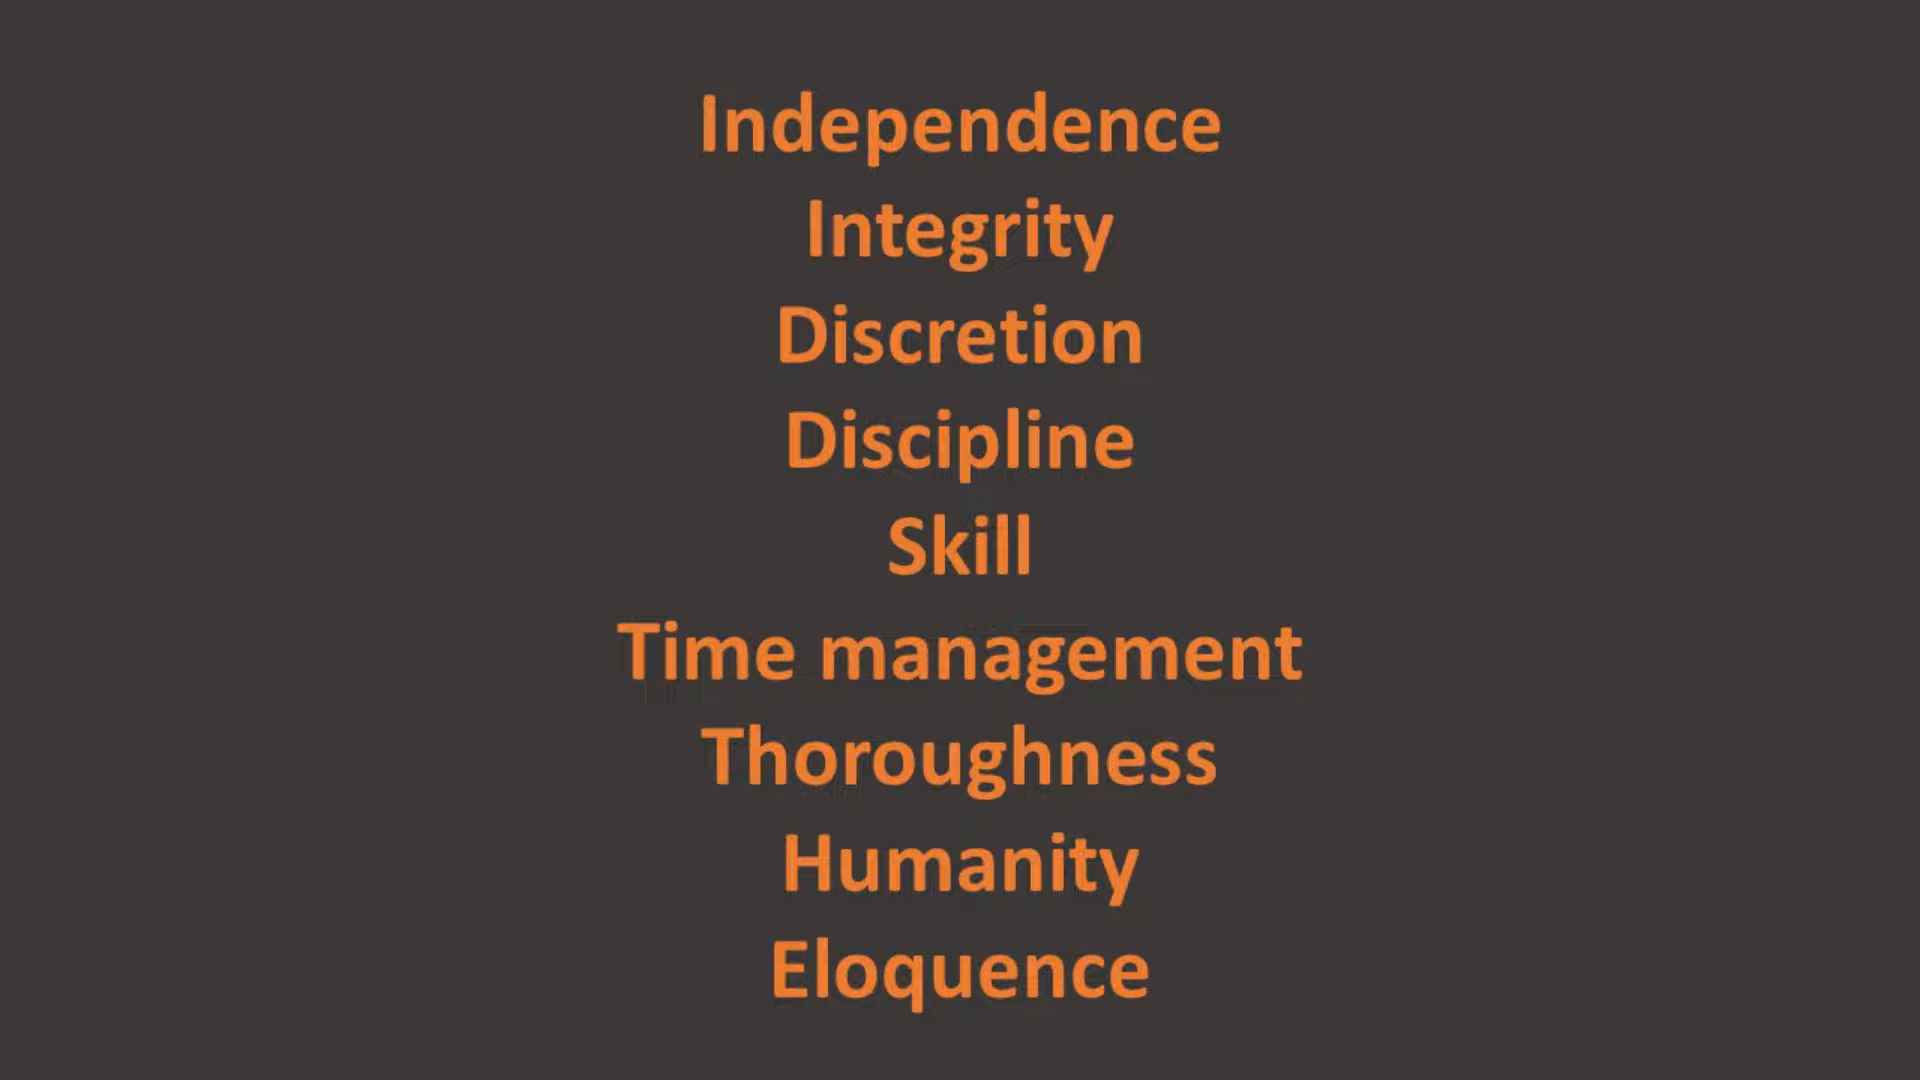 Independence
Integrity
Discretion
Discipline
Skill
Time management
Thoroughness
Humanity
Eloquence